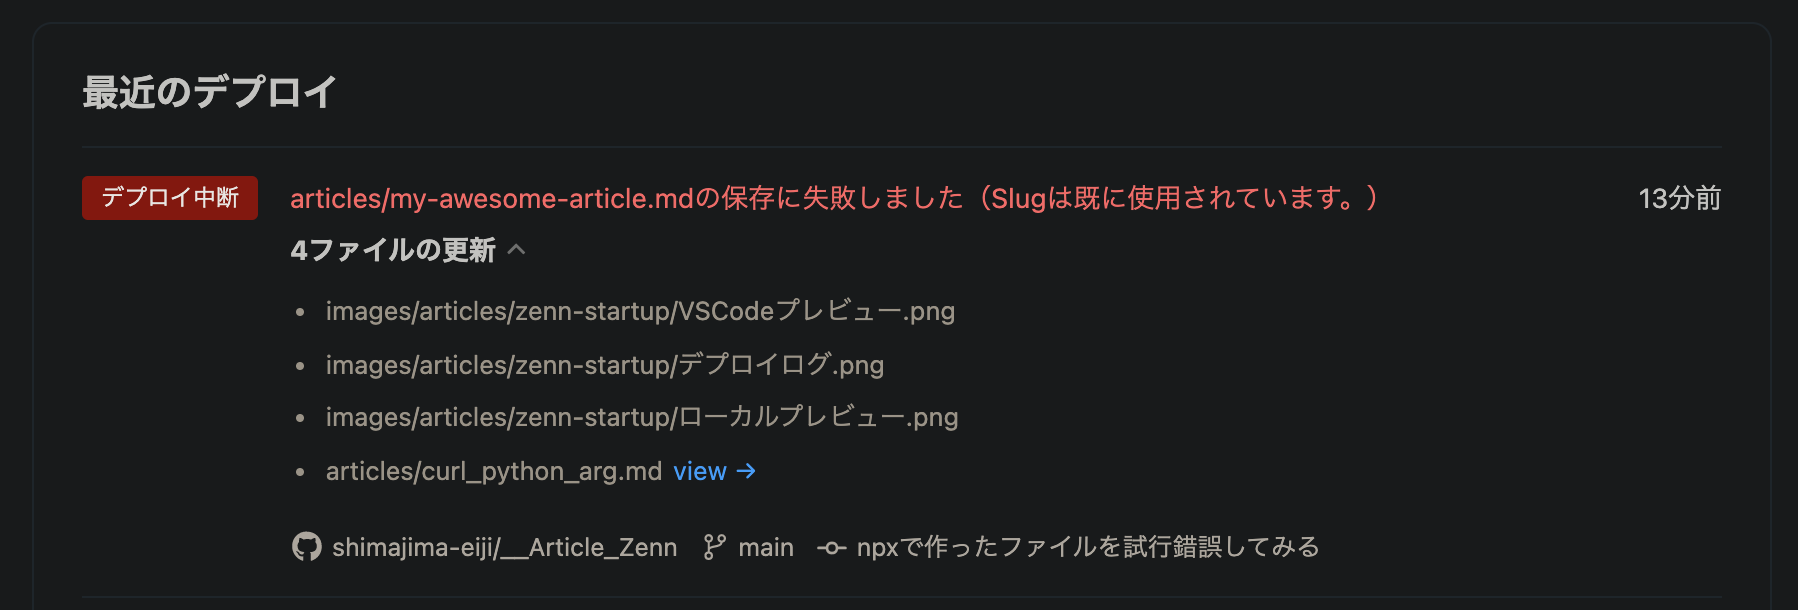 最近のデプロイ
デプロイ中断 articles/my-awesome-article.mdの保存に失敗しました（Slugは既に使用されています。） 13分前
4ファイルの更新
• images/articles/zenn-startup/VSCodeプレビュー.png
• images/articles/zenn-startup/デプロイログ.png
• images/articles/zenn-startup/ローカルプレビュー.png
• articles/curl_python_arg.md view →
shimajima-eiji/__Article_Zenn main npxで作ったファイルを試行錯誤してみる